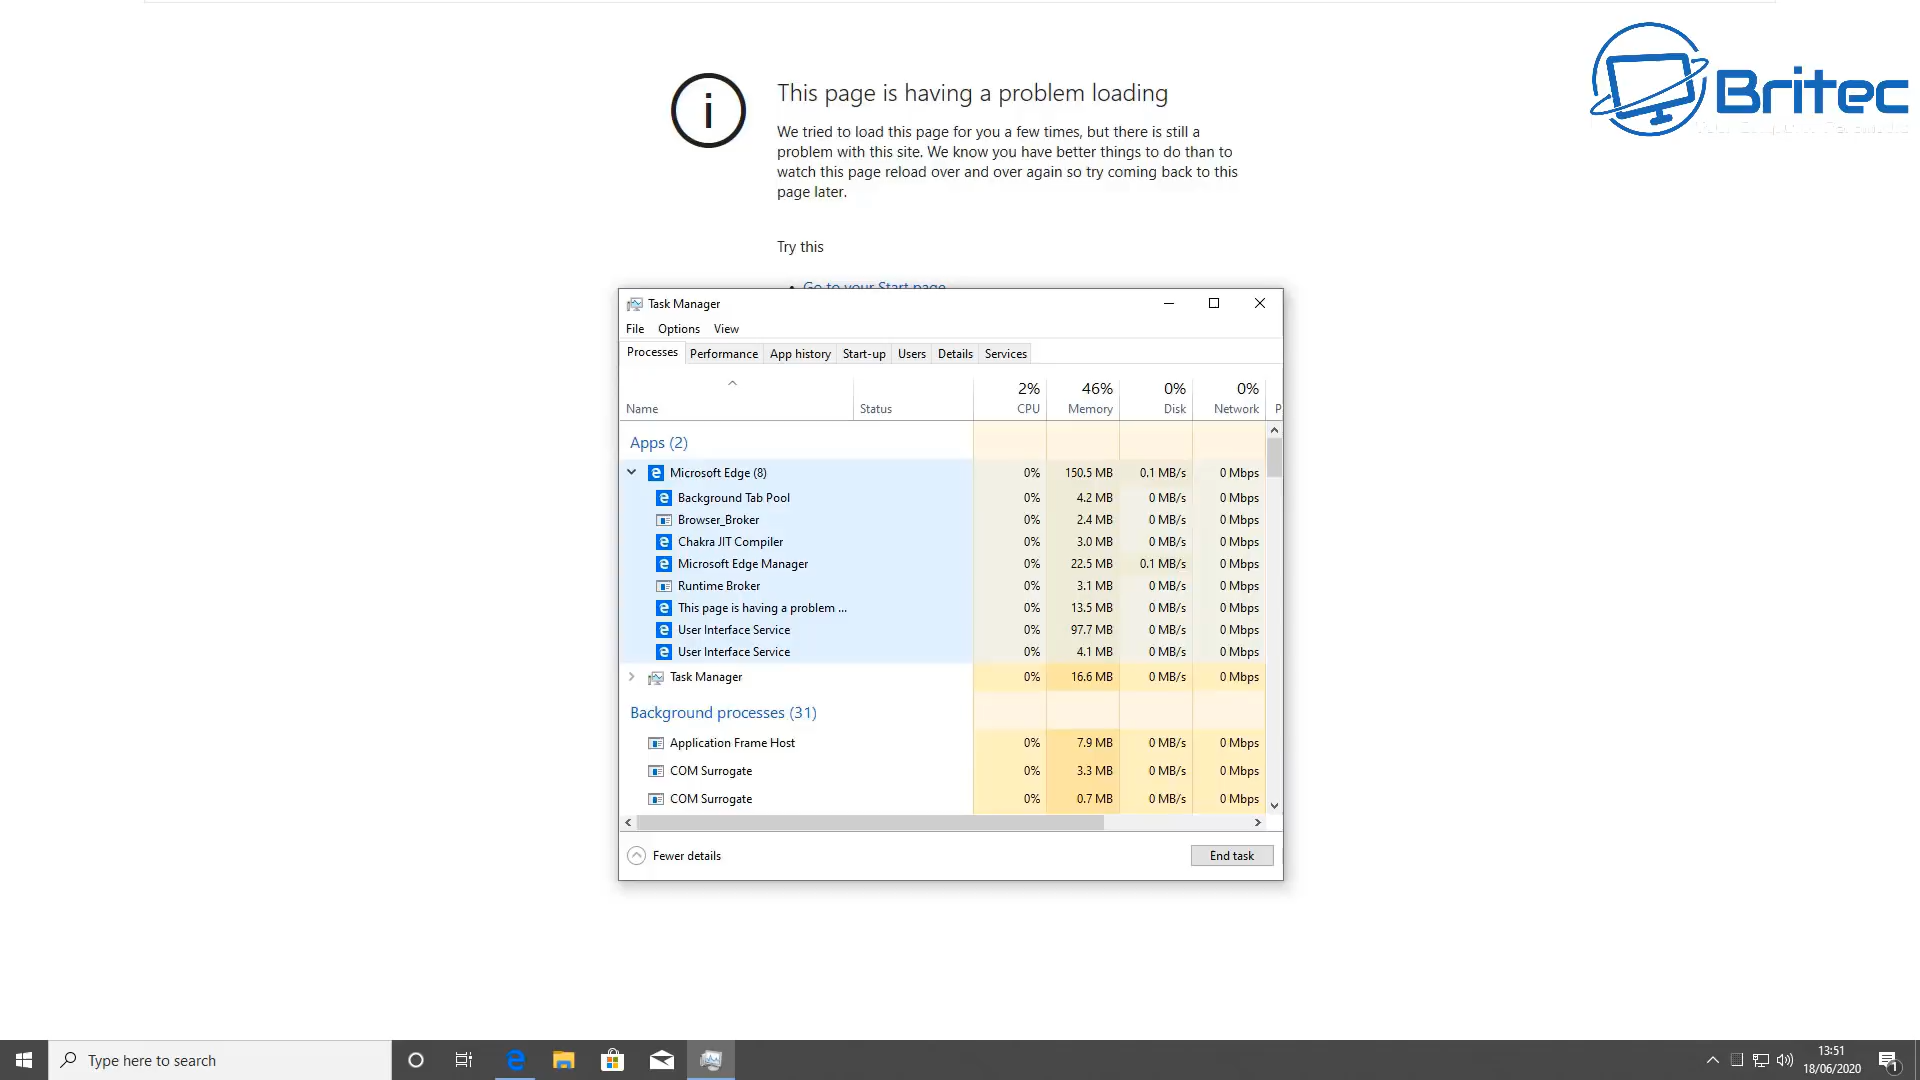 Britec
This page is having a problem loading
We tried to load this page for you a few times, but there is still a
problem with this site. We know you have better things to do than to
watch this page reload over and over again so try coming back to this
page later.
Try this
• Go to your Start page
Task Manager
File Options View
Processes Performance App history Start-up Users Details Services
2% 46% 0% 0%
Name Status CPU Memory Disk Network P
Apps (2)
Microsoft Edge (8) 0% 150.5 MB 0.1 MB/s 0 Mbps
Background Tab Pool 0% 4.2 MB 0 MB/s 0 Mbps
Browser_Broker 0% 2.4 MB 0 MB/s 0 Mbps
Chakra JIT Compiler 0% 3.0 MB 0 MB/s 0 Mbps
Microsoft Edge Manager 0% 22.5 MB 0.1 MB/s 0 Mbps
Runtime Broker 0% 3.1 MB 0 MB/s 0 Mbps
This page is having a problem ... 0% 13.5 MB 0 MB/s 0 Mbps
User Interface Service 0% 97.7 MB 0 MB/s 0 Mbps
User Interface Service 0% 4.1 MB 0 MB/s 0 Mbps
Task Manager 0% 16.6 MB 0 MB/s 0 Mbps
Background processes (31)
Application Frame Host 0% 7.9 MB 0 MB/s 0 Mbps
COM Surrogate 0% 3.3 MB 0 MB/s 0 Mbps
COM Surrogate 0% 0.7 MB 0 MB/s 0 Mbps
Fewer details End task
Type here to search
13:51
18/06/2020
1